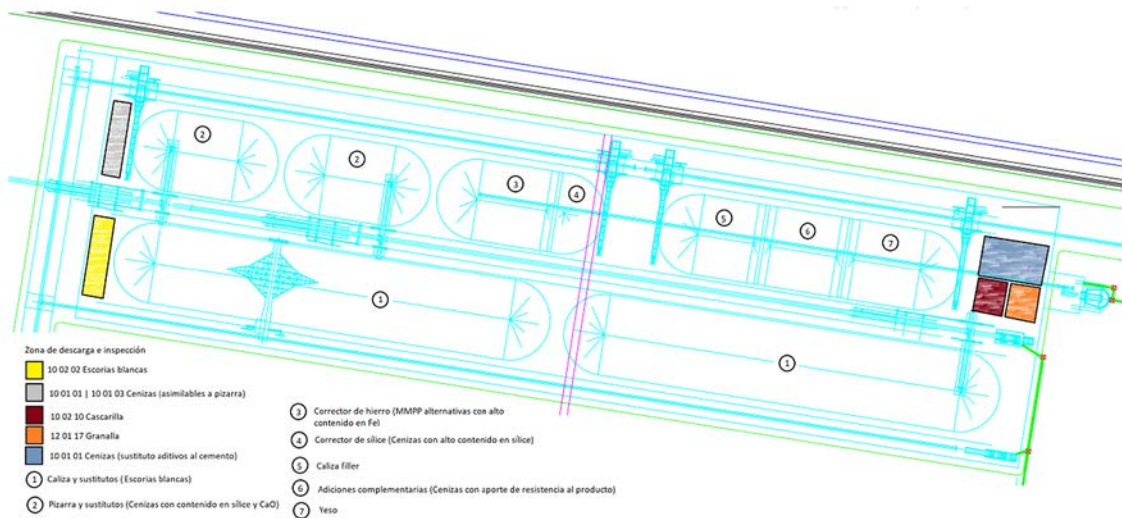 2
2
3
4
5
6
7
1
1
Zona de descarga e inspección
10 02 02 Escorias blancas
10 01 01 | 10 01 03 Cenizas (asimilables a pizarra)
10 02 10 Cascarilla
12 01 17 Granalla
10 01 01 Cenizas (sustituto aditivos al cemento)
1 Caliza y sustitutos (Escorias blancas)
2 Pizarra y sustitutos (Cenizas con contenido en sílice y CaO)
3 Corrector de hierro (MMPP alternativas con alto
contenido en Fe)
4 Corrector de sílice (Cenizas con alto contenido en sílice)
5 Caliza filler
6 Adiciones complementarias (Cenizas con aporte de resistencia al producto)
7 Yeso